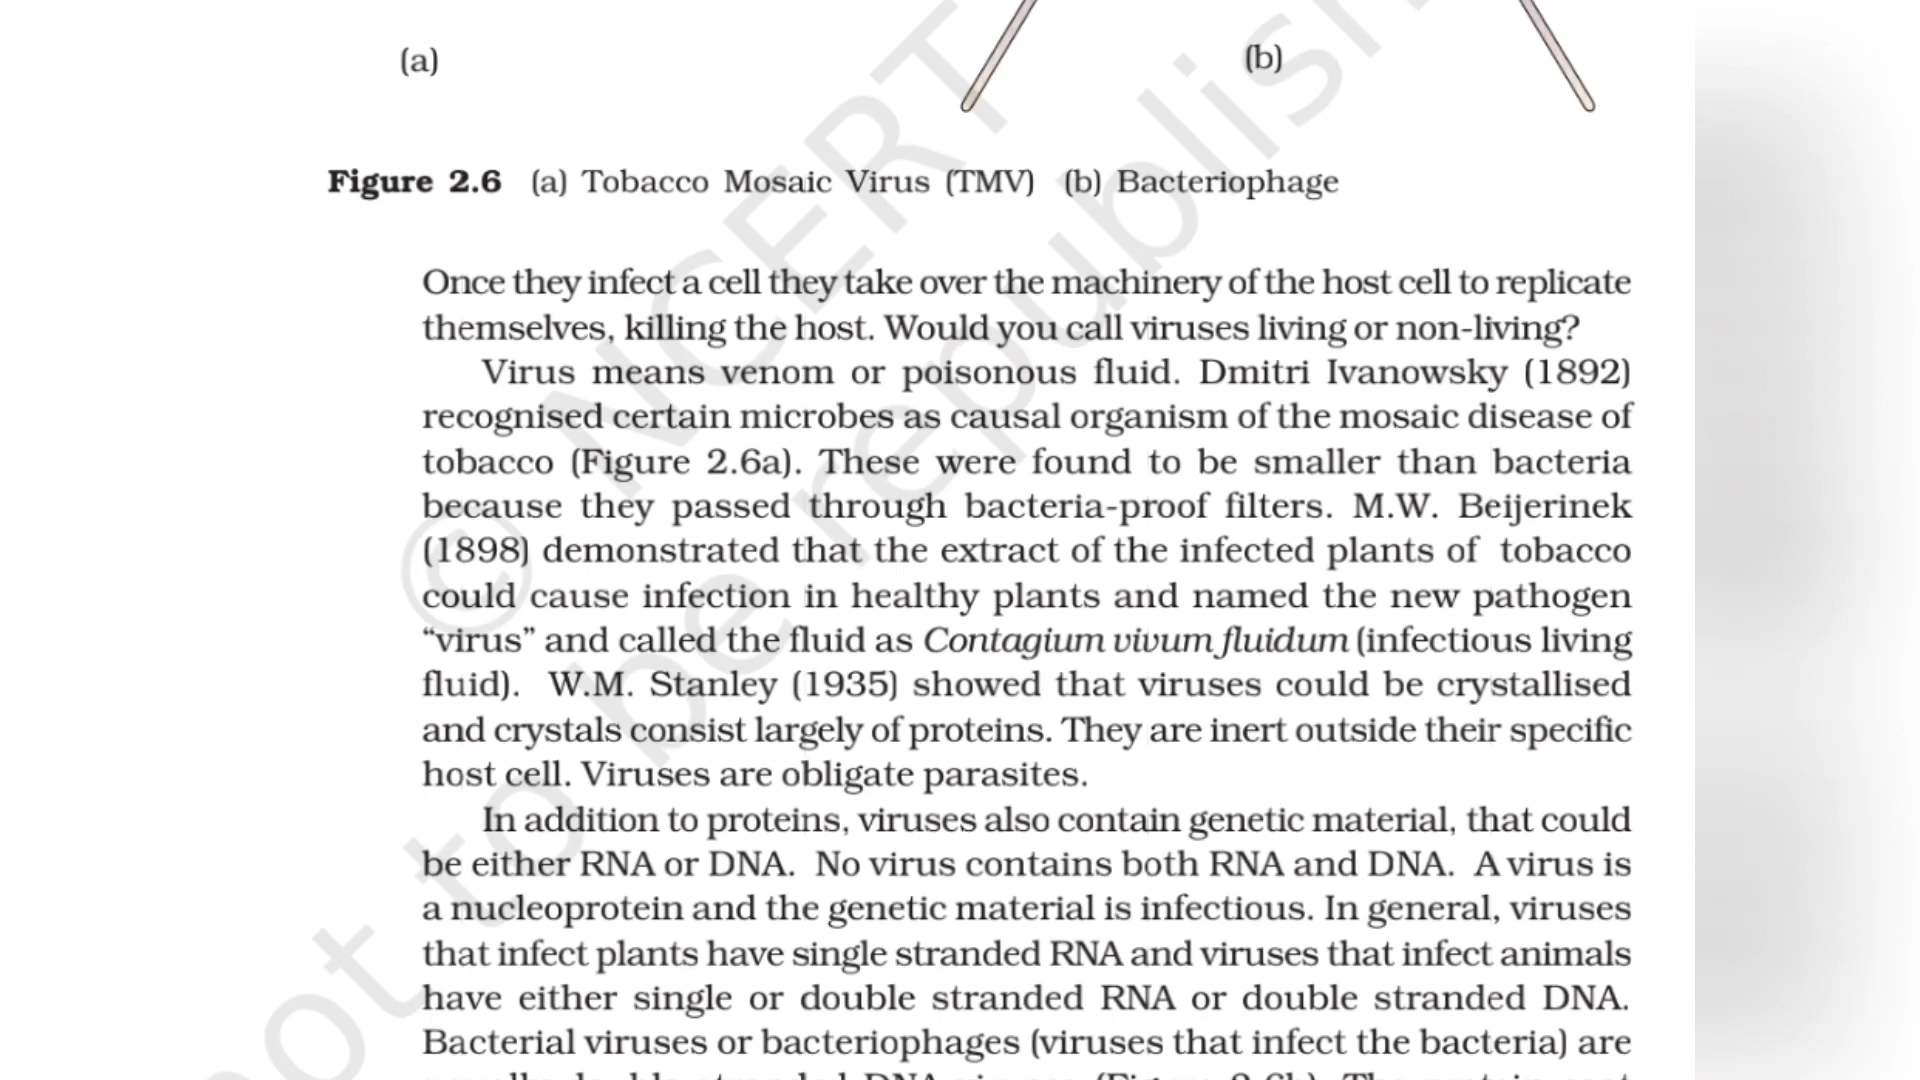 (a)
(b)
Figure 2.6 (a) Tobacco Mosaic Virus (TMV) (b) Bacteriophage
Once they infect a cell they take over the machinery of the host cell to replicate
themselves, killing the host. Would you call viruses living or non-living?
Virus means venom or poisonous fluid. Dmitri Ivanowsky (1892)
recognised certain microbes as causal organism of the mosaic disease of
tobacco (Figure 2.6a). These were found to be smaller than bacteria
because they passed through bacteria-proof filters. M.W. Beijerinek
(1898) demonstrated that the extract of the infected plants of tobacco
could cause infection in healthy plants and named the new pathogen
“virus” and called the fluid as Contagium vivum fluidum (infectious living
fluid). W.M. Stanley (1935) showed that viruses could be crystallised
and crystals consist largely of proteins. They are inert outside their specific
host cell. Viruses are obligate parasites.
In addition to proteins, viruses also contain genetic material, that could
be either RNA or DNA. No virus contains both RNA and DNA. A virus is
a nucleoprotein and the genetic material is infectious. In general, viruses
that infect plants have single stranded RNA and viruses that infect animals
have either single or double stranded RNA or double stranded DNA.
Bacterial viruses or bacteriophages (viruses that infect the bacteria) are
© NCERT
not to be republish